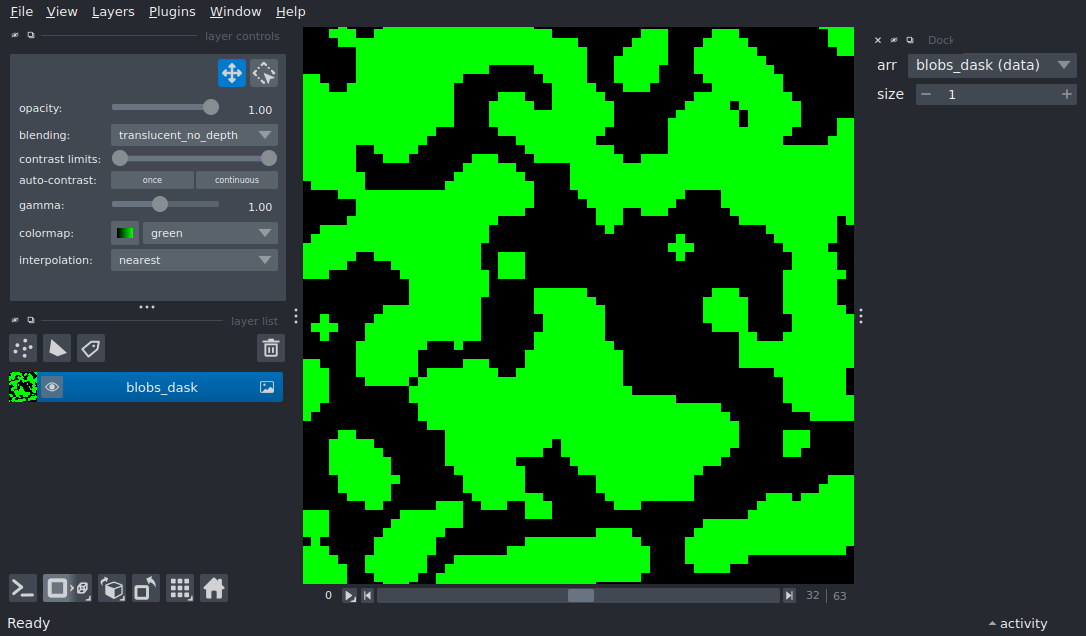 File View Layers Plugins Window Help
layer controls
opacity: 1.00
blending: translucent_no_depth
contrast limits:
auto-contrast: once continuous
gamma: 1.00
colormap: green
interpolation: nearest
layer list
blobs_dask
0 32 63
Ready
Dock
arr blobs_dask (data)
size 1
activity